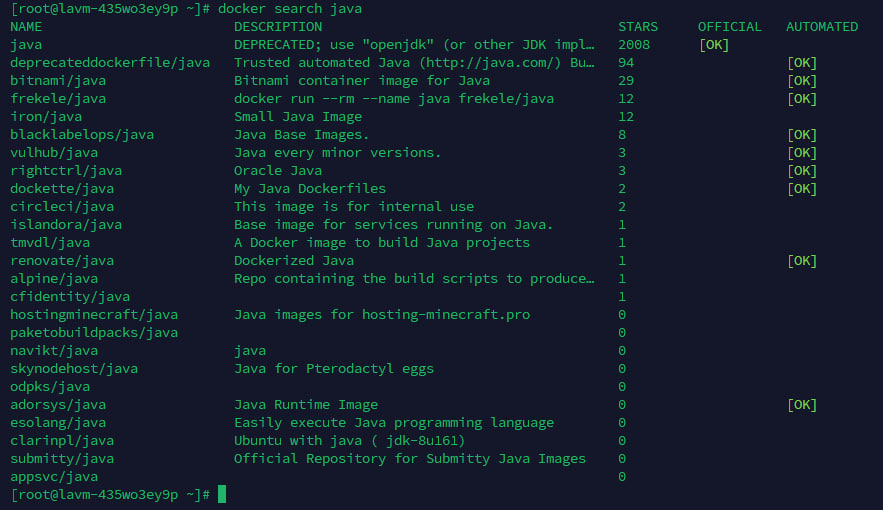 [root@lavm-435wo3ey9p ~]# docker search java
NAME DESCRIPTION STARS OFFICIAL AUTOMATED
java DEPRECATED; use "openjdk" (or other JDK impl… 2008 [OK]
deprecateddockerfile/java Trusted automated Java (http://java.com/) Bu… 94 [OK]
bitnami/java Bitnami container image for Java 29 [OK]
frekele/java docker run --rm --name java frekele/java 12 [OK]
iron/java Small Java Image 12
blacklabelops/java Java Base Images. 8 [OK]
vulhub/java Java every minor versions. 3 [OK]
rightctrl/java Oracle Java 3 [OK]
dockette/java My Java Dockerfiles 2 [OK]
circleci/java This image is for internal use 2
islandora/java Base image for services running on Java. 1
tmvdl/java A Docker image to build Java projects 1
renovate/java Dockerized Java 1 [OK]
alpine/java Repo containing the build scripts to produce… 1
cfidentity/java 1
hostingminecraft/java Java images for hosting-minecraft.pro 0
paketobuildpacks/java 0
navikt/java java 0
skynodehost/java Java for Pterodactyl eggs 0
odpks/java 0
adorsys/java Java Runtime Image 0 [OK]
esolang/java Easily execute Java programming language 0
clarinpl/java Ubuntu with java ( jdk-8u161) 0
submitty/java Official Repository for Submitty Java Images 0
appsvc/java 0
[root@lavm-435wo3ey9p ~]#